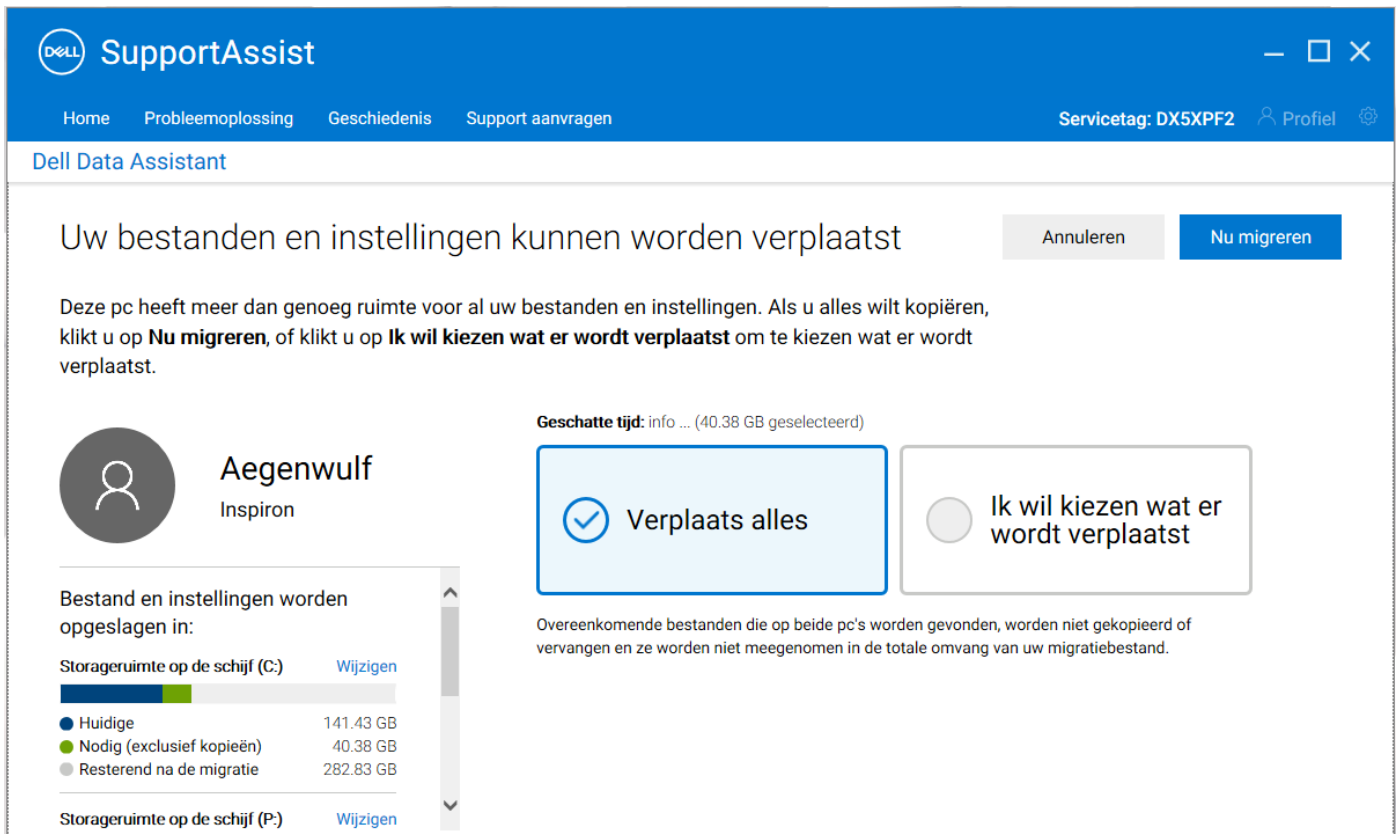 DELL SupportAssist
Home Probleemoplossing Geschiedenis Support aanvragen Servicetag: DX5XPF2 Profiel
Dell Data Assistant
Uw bestanden en instellingen kunnen worden verplaatst
Annuleren
Nu migreren
Deze pc heeft meer dan genoeg ruimte voor al uw bestanden en instellingen. Als u alles wilt kopiëren,
klikt u op Nu migreren, of klikt u op Ik wil kiezen wat er wordt verplaatst om te kiezen wat er wordt
verplaatst.
Aegenwulf
Inspiron
Bestand en instellingen worden
opgeslagen in:
Storageruimte op de schijf (C:) Wijzigen
Huidige 141.43 GB
Nodig (exclusief kopieën) 40.38 GB
Resterend na de migratie 282.83 GB
Storageruimte op de schijf (P:) Wijzigen
Geschatte tijd: info ... (40.38 GB geselecteerd)
Verplaats alles
Ik wil kiezen wat er
wordt verplaatst
Overeenkomende bestanden die op beide pc's worden gevonden, worden niet gekopieerd of
vervangen en ze worden niet meegenomen in de totale omvang van uw migratiebestand.